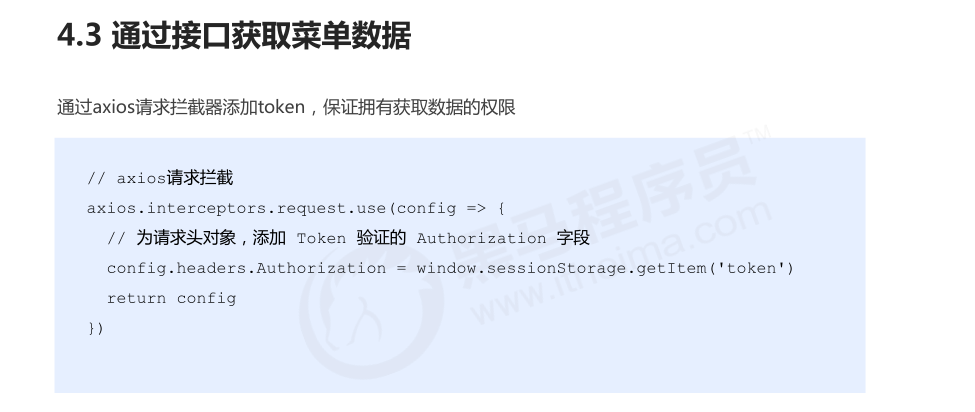 4.3 通过接口获取菜单数据
通过axios请求拦截器添加token，保证拥有获取数据的权限
// axios请求拦截
axios.interceptors.request.use(config => {
// 为请求头对象，添加 Token 验证的 Authorization 字段
config.headers.Authorization = window.sessionStorage.getItem('token')
return config
})
黑马程序员™
www.itheima.com